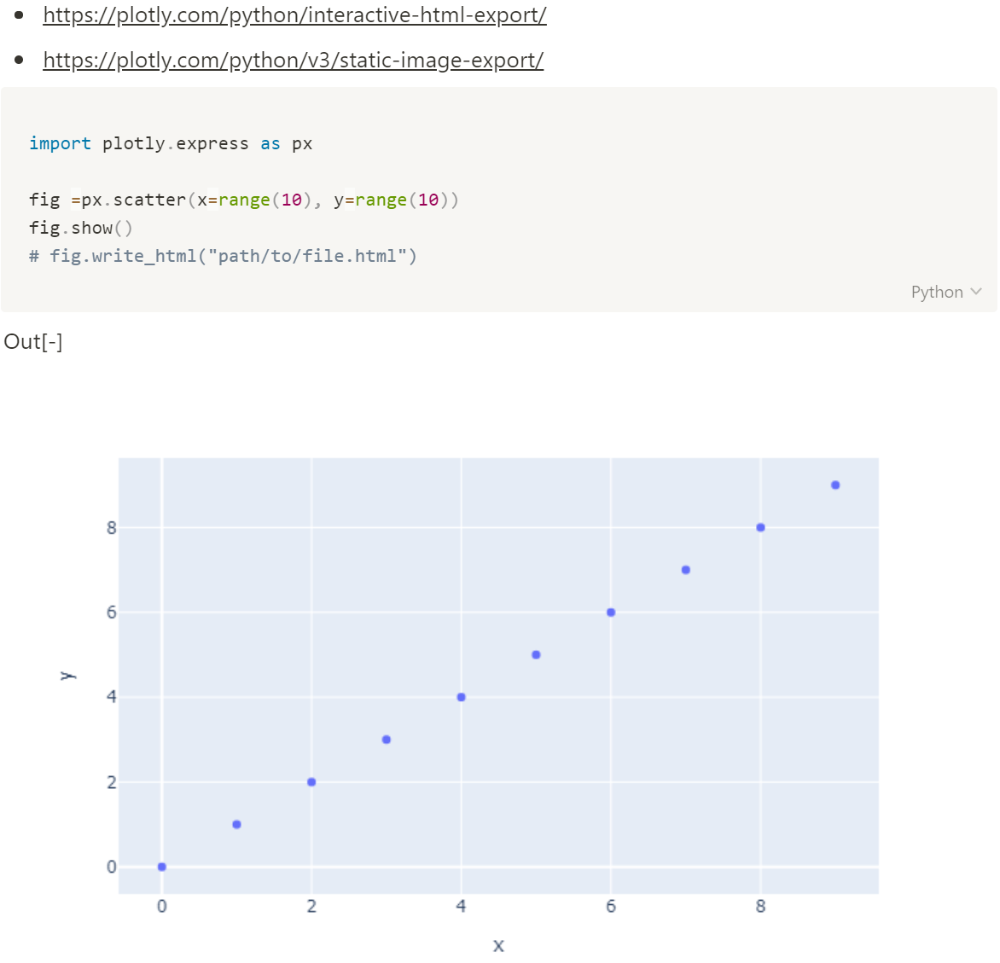 https://plotly.com/python/interactive-html-export/
https://plotly.com/python/v3/static-image-export/
import plotly.express as px
fig =px.scatter(x=range(10), y=range(10))
fig.show()
# fig.write_html("path/to/file.html")
Python
Out[-]
8
6
y
4
2
0
0 2 4 6 8
x